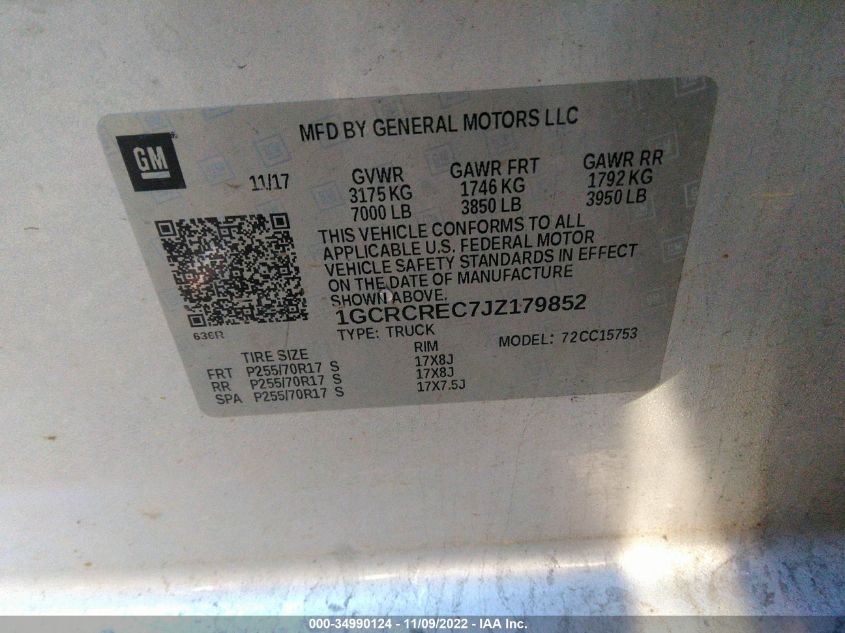 MFD BY GENERAL MOTORS LLC
GM
11/17 GVWR GAWR FRT GAWR RR
3175 KG 1746 KG 1792 KG
7000 LB 3850 LB 3950 LB
THIS VEHICLE CONFORMS TO ALL
APPLICABLE U.S. FEDERAL MOTOR
VEHICLE SAFETY STANDARDS IN EFFECT
ON THE DATE OF MANUFACTURE
SHOWN ABOVE.
1GCRCREC7JZ179852
TYPE: TRUCK MODEL: 72CC15753
636R
TIRE SIZE RIM
FRT P255/70R17 S 17X8J
RR P255/70R17 S 17X8J
SPA P255/70R17 S 17X7.5J
000-34990124 - 11/09/2022 - IAA Inc.